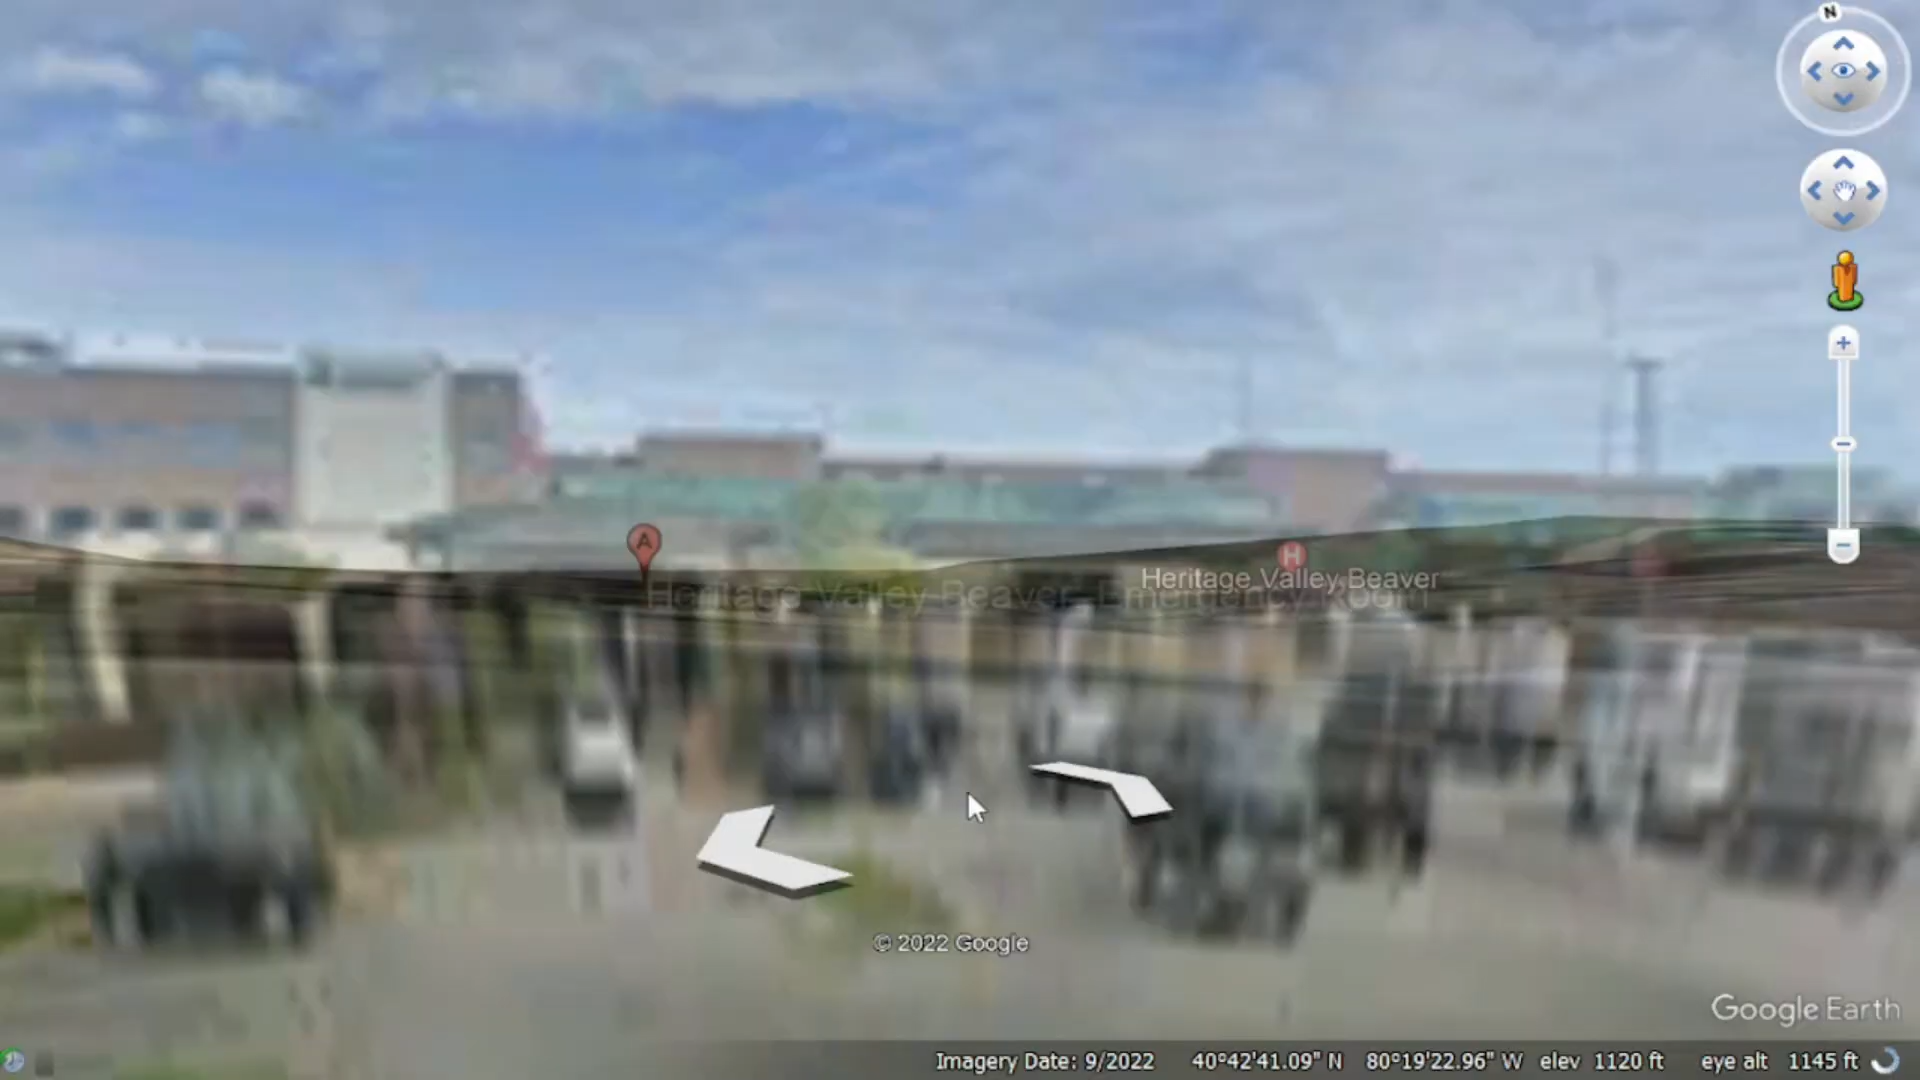 N
A
H
Heritage Valley Beaver
Heritage Valley Beaver - Emergency Room
© 2022 Google
Google Earth
Imagery Date: 9/2022 40°42'41.09" N 80°19'22.96" W elev 1120 ft eye alt 1145 ft